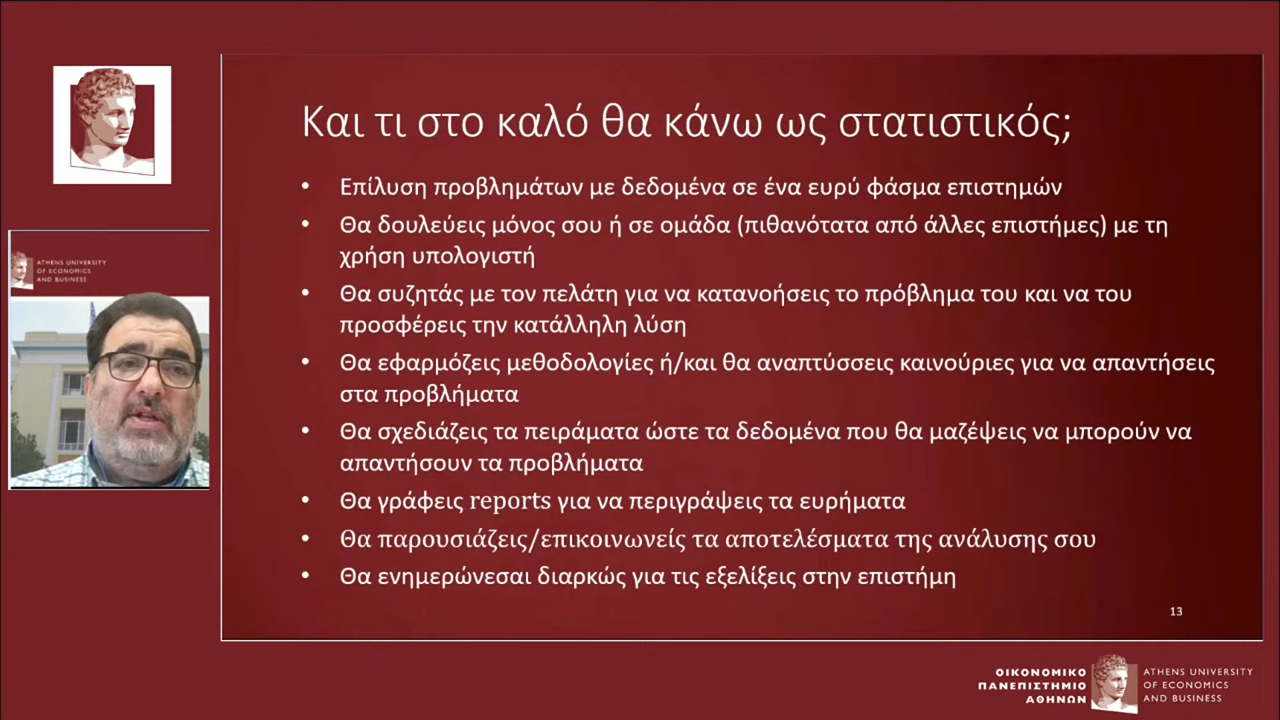 Και τι στο καλό θα κάνω ως στατιστικός;
• Επίλυση προβλημάτων με δεδομένα σε ένα ευρύ φάσμα επιστημών
• Θα δουλεύεις μόνος σου ή σε ομάδα (πιθανότατα από άλλες επιστήμες) με τη
χρήση υπολογιστή
• Θα συζητάς με τον πελάτη για να κατανοήσεις το πρόβλημα του και να του
προσφέρεις την κατάλληλη λύση
• Θα εφαρμόζεις μεθοδολογίες ή/και θα αναπτύσσεις καινούριες για να απαντήσεις
στα προβλήματα
• Θα σχεδιάζεις τα πειράματα ώστε τα δεδομένα που θα μαζέψεις να μπορούν να
απαντήσουν τα προβλήματα
• Θα γράφεις reports για να περιγράψεις τα ευρήματα
• Θα παρουσιάζεις/επικοινωνείς τα αποτελέσματα της ανάλυσης σου
• Θα ενημερώνεσαι διαρκώς για τις εξελίξεις στην επιστήμη
13
ATHENS UNIVERSITY
OF ECONOMICS
AND BUSINESS
ΟΙΚΟΝΟΜΙΚΟ
ΠΑΝΕΠΙΣΤΗΜΙΟ
ΑΘΗΝΩΝ
ATHENS UNIVERSITY
OF ECONOMICS
AND BUSINESS